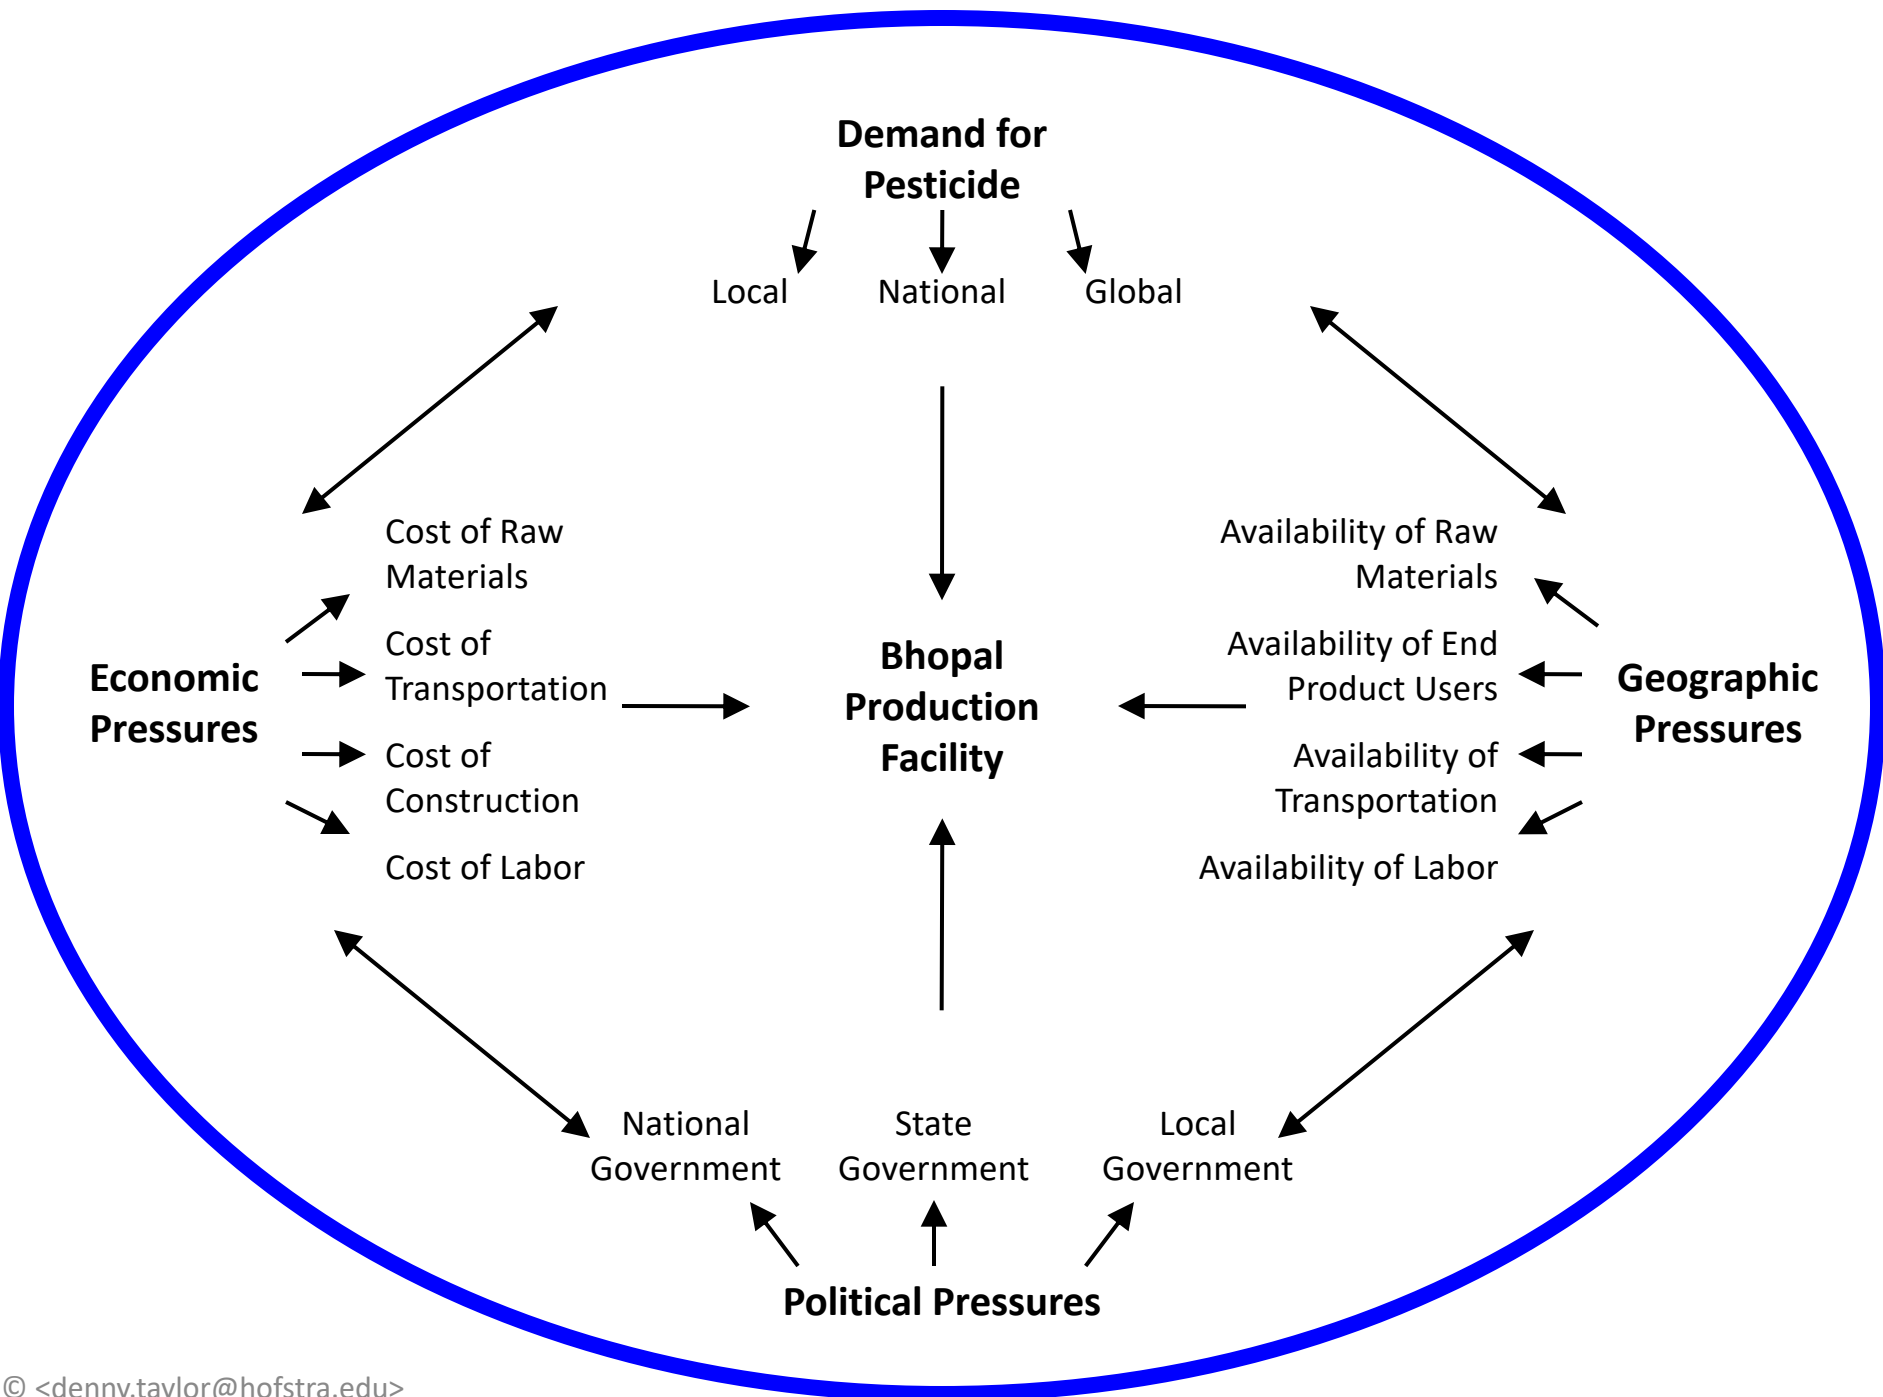 Demand for
Pesticide
Local
National
Global
Cost of Raw
Materials
Cost of
Transportation
Cost of
Construction
Cost of Labor
Economic
Pressures
Bhopal
Production
Facility
Availability of Raw
Materials
Availability of End
Product Users
Availability of
Transportation
Availability of Labor
Geographic
Pressures
National
Government
State
Government
Local
Government
Political Pressures
© <denny.taylor@hofstra.edu>